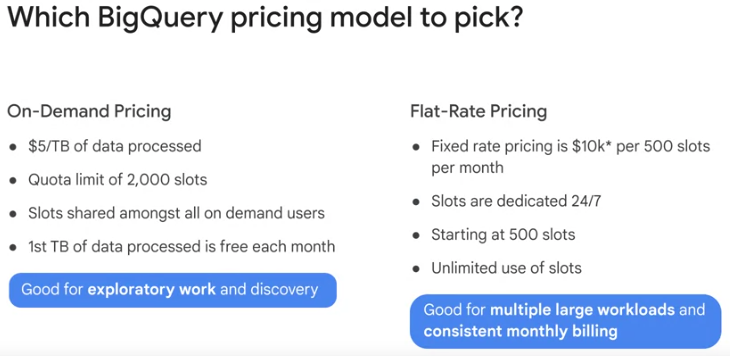 Which BigQuery pricing model to pick?
On-Demand Pricing
• $5/TB of data processed
• Quota limit of 2,000 slots
• Slots shared amongst all on demand users
• 1st TB of data processed is free each month
Good for exploratory work and discovery
Flat-Rate Pricing
• Fixed rate pricing is $10k* per 500 slots
per month
• Slots are dedicated 24/7
• Starting at 500 slots
• Unlimited use of slots
Good for multiple large workloads and
consistent monthly billing